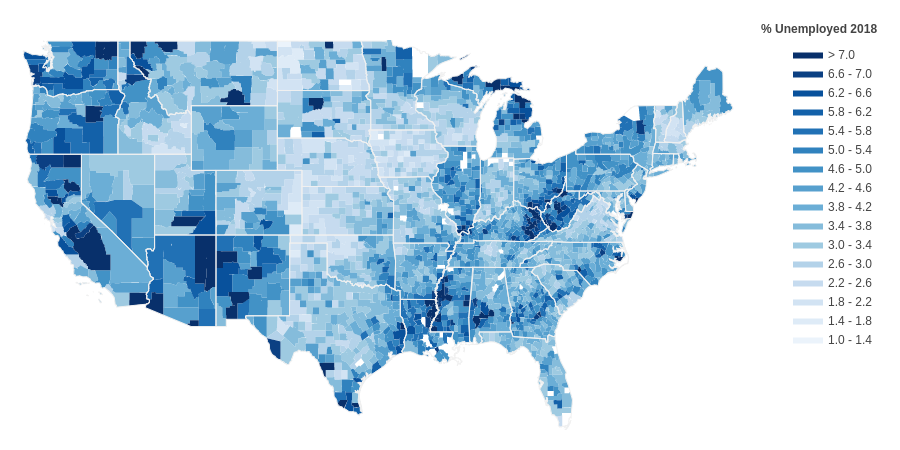 % Unemployed 2018
> 7.0
6.6 - 7.0
6.2 - 6.6
5.8 - 6.2
5.4 - 5.8
5.0 - 5.4
4.6 - 5.0
4.2 - 4.6
3.8 - 4.2
3.4 - 3.8
3.0 - 3.4
2.6 - 3.0
2.2 - 2.6
1.8 - 2.2
1.4 - 1.8
1.0 - 1.4